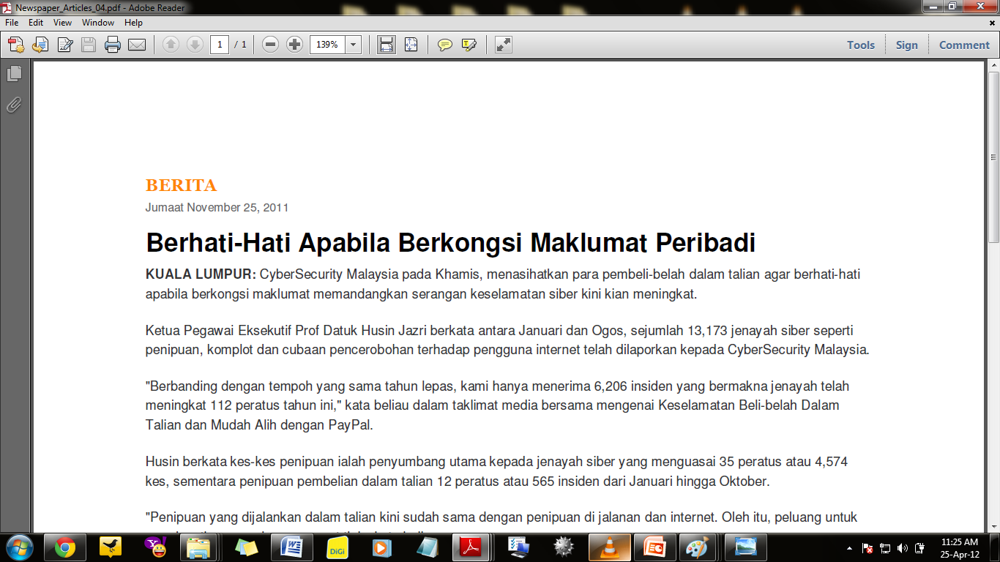 Newspaper_Articles_04.pdf - Adobe Reader
File Edit View Window Help
1 / 1 139% Tools Sign Comment
BERITA
Jumaat November 25, 2011
Berhati-Hati Apabila Berkongsi Maklumat Peribadi
KUALA LUMPUR: CyberSecurity Malaysia pada Khamis, menasihatkan para pembeli-belah dalam talian agar berhati-hati
apabila berkongsi maklumat memandangkan serangan keselamatan siber kini kian meningkat.
Ketua Pegawai Eksekutif Prof Datuk Husin Jazri berkata antara Januari dan Ogos, sejumlah 13,173 jenayah siber seperti
penipuan, komplot dan cubaan pencerobohan terhadap pengguna internet telah dilaporkan kepada CyberSecurity Malaysia.
"Berbanding dengan tempoh yang sama tahun lepas, kami hanya menerima 6,206 insiden yang bermakna jenayah telah
meningkat 112 peratus tahun ini," kata beliau dalam taklimat media bersama mengenai Keselamatan Beli-belah Dalam
Talian dan Mudah Alih dengan PayPal.
Husin berkata kes-kes penipuan ialah penyumbang utama kepada jenayah siber yang menguasai 35 peratus atau 4,574
kes, sementara penipuan pembelian dalam talian 12 peratus atau 565 insiden dari Januari hingga Oktober.
"Penipuan yang dijalankan dalam talian kini sudah sama dengan penipuan di jalanan dan internet. Oleh itu, peluang untuk
DiGi
11:25 AM
25-Apr-12